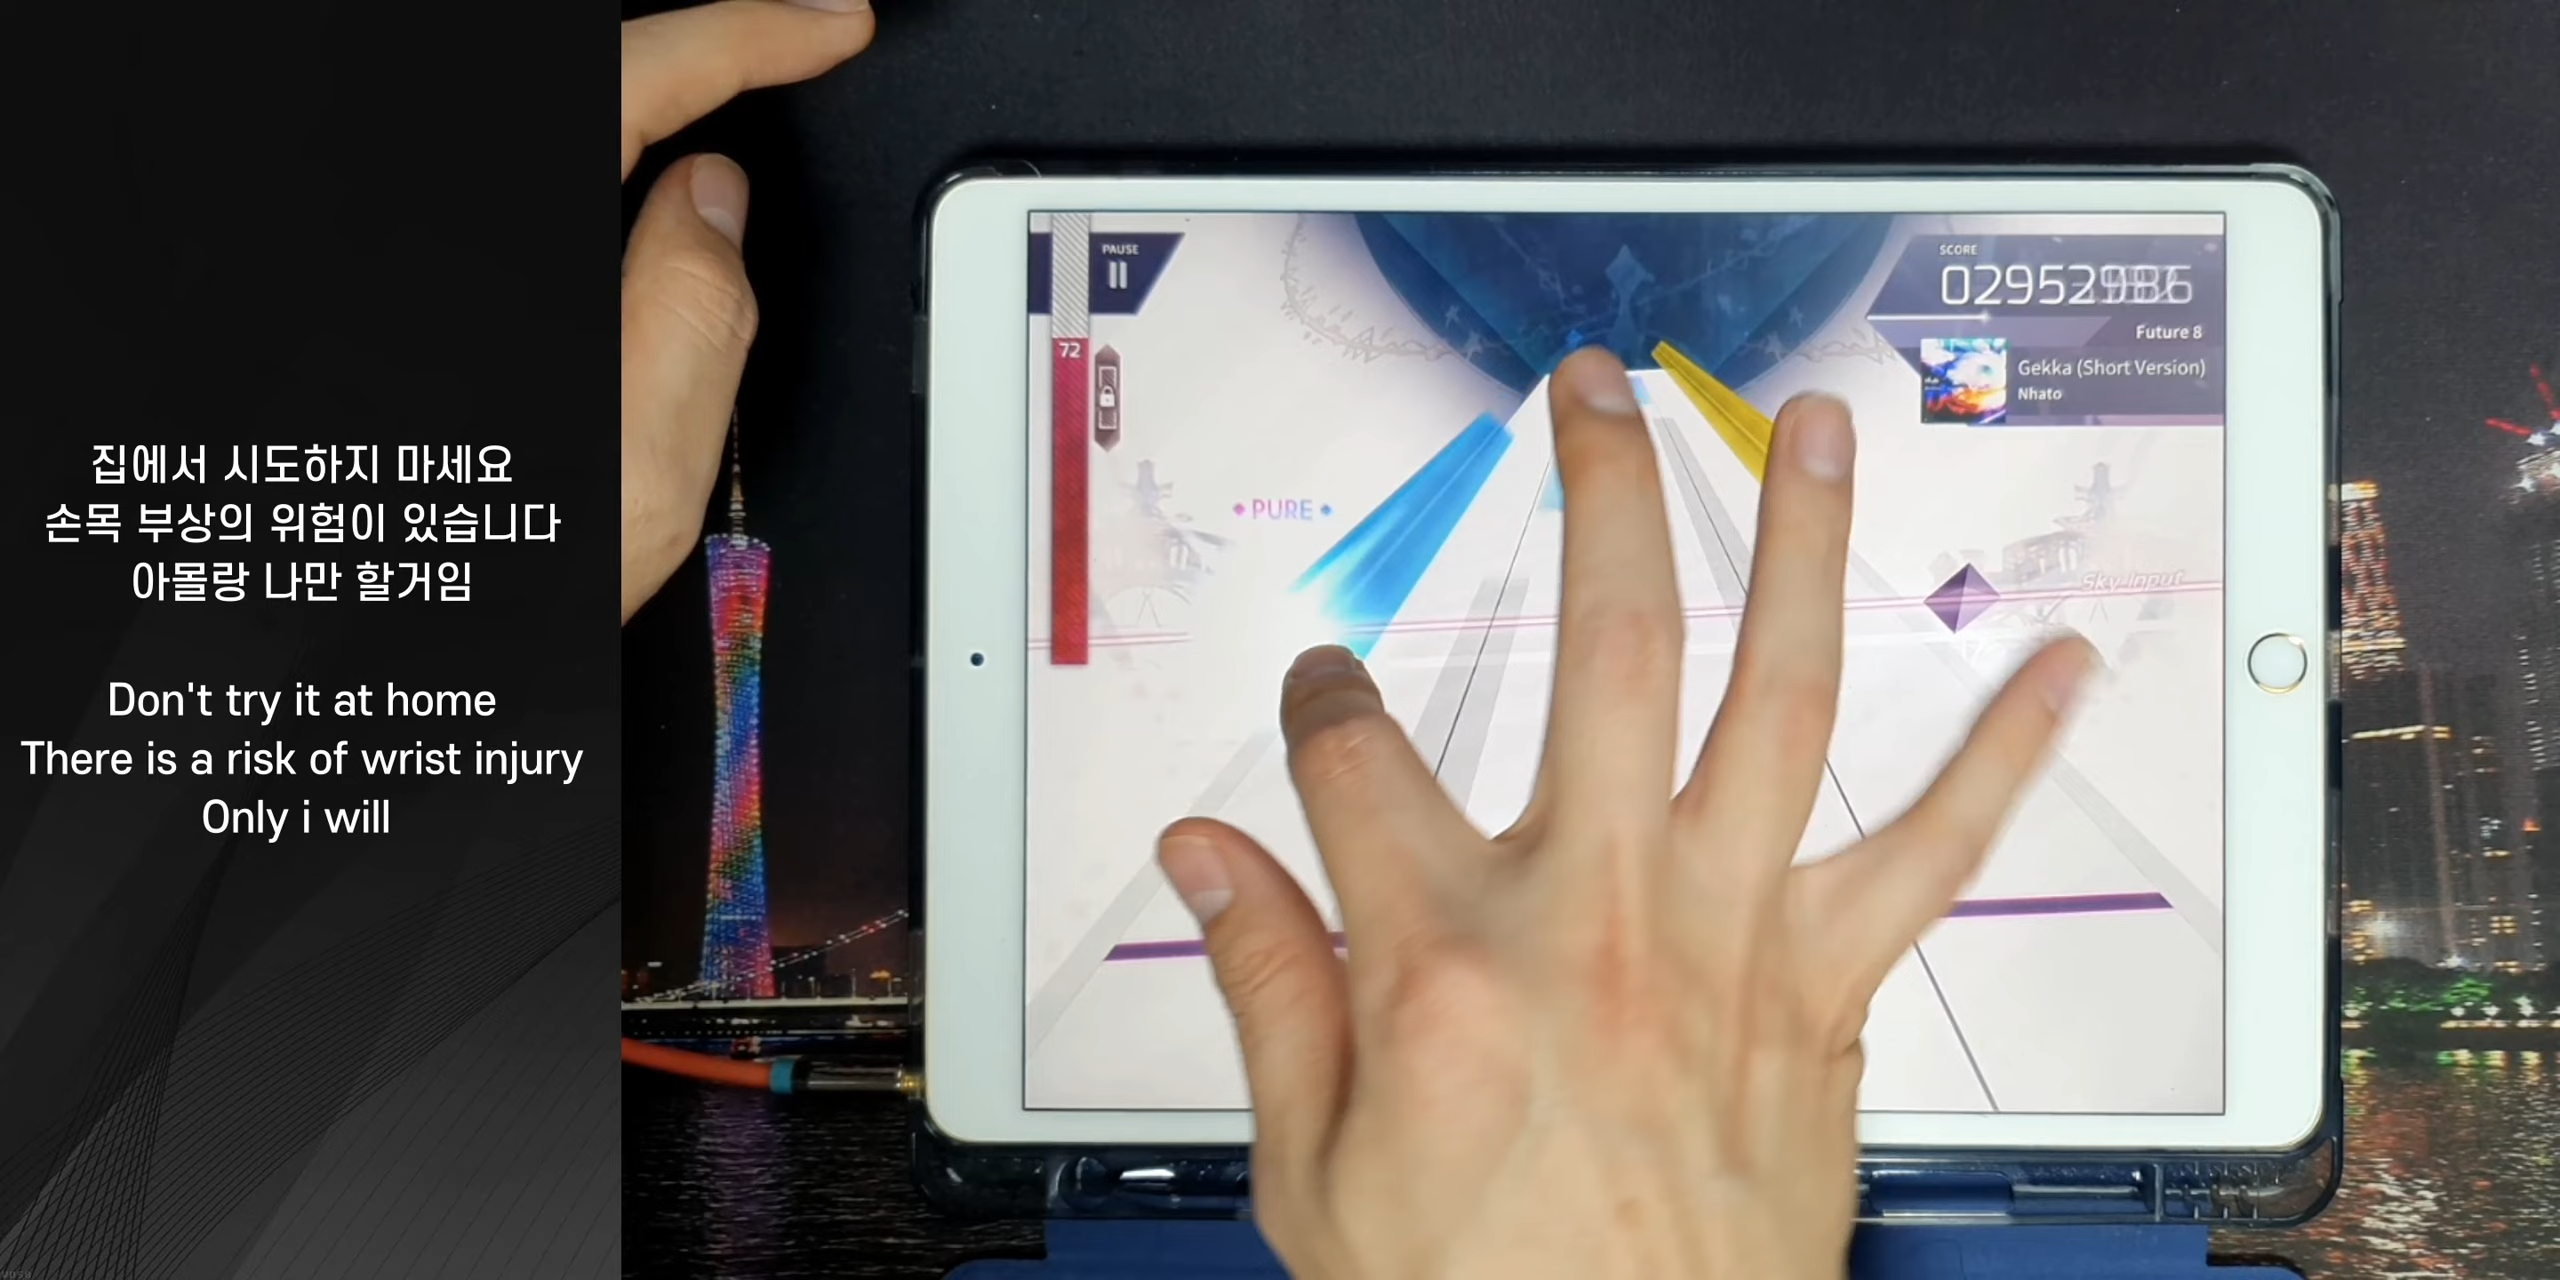 집에서 시도하지 마세요
손목 부상의 위험이 있습니다
아몰랑 나만 할거임
Don't try it at home
There is a risk of wrist injury
Only i will
PAUSE
72
PURE
SCORE
Future 8
Gekka (Short Version)
Nhato
Sky Input